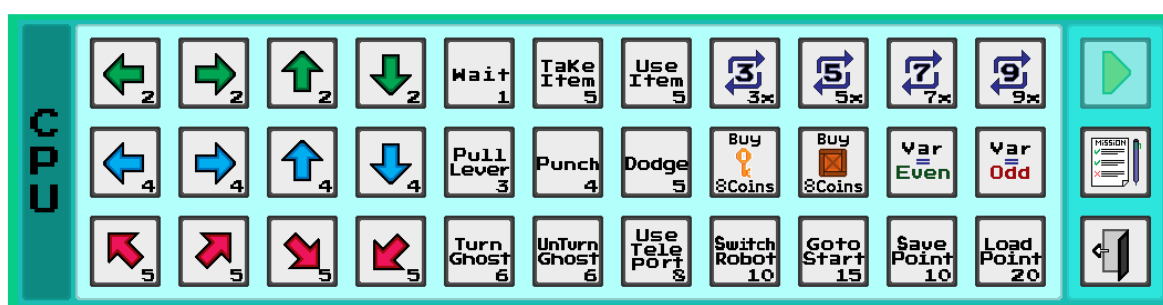 CPU
2
2
2
2
Wait
1
Take
Item
5
Use
Item
5
3
3x
5
5x
7
7x
9
9x
4
4
4
4
Pull
Lever
3
Punch
4
Dodge
5
Buy
8Coins
Buy
8Coins
Var
=
Even
Var
=
Odd
MISSION
5
5
5
5
Turn
Ghost
6
UnTurn
Ghost
6
Use
Tele
port
8
Switch
Robot
10
Goto
Start
15
Save
Point
10
Load
Point
20